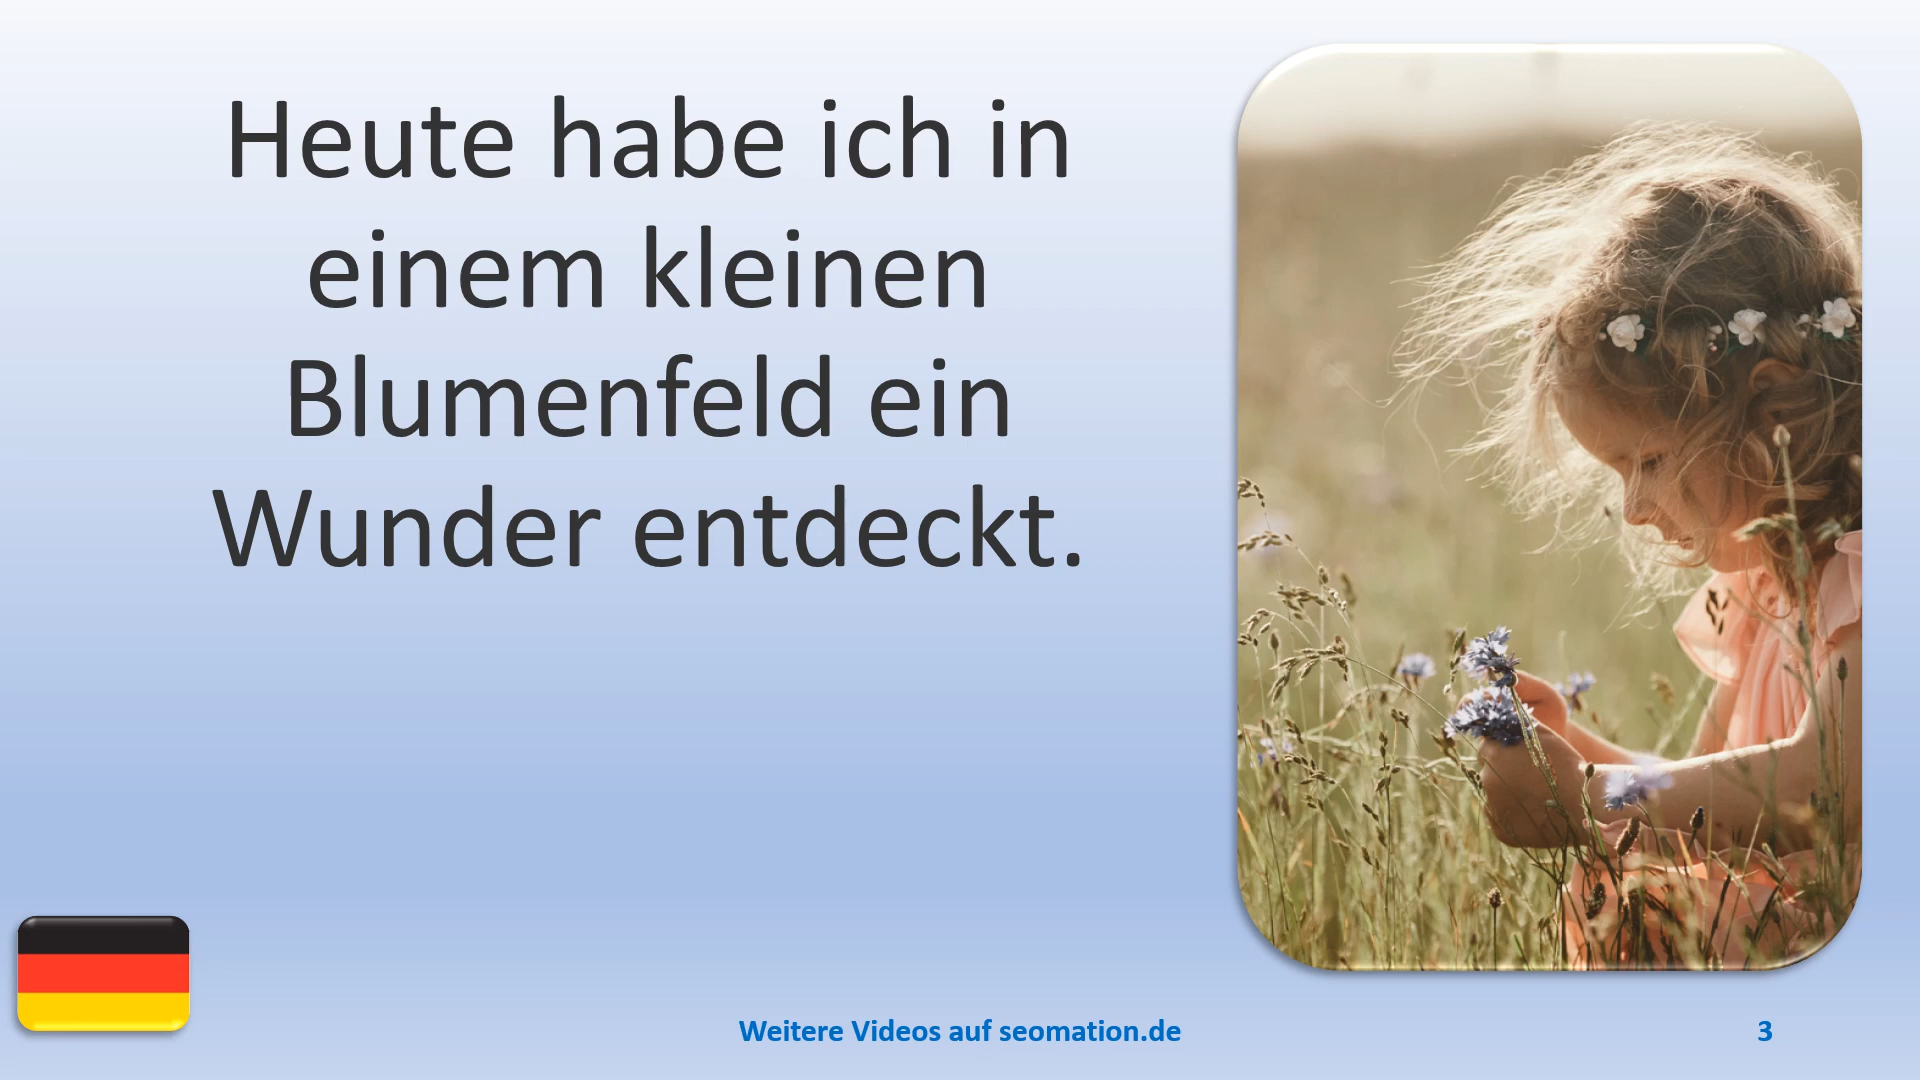 Heute habe ich in
einem kleinen
Blumenfeld ein
Wunder entdeckt.
Weitere Videos auf seomation.de
3